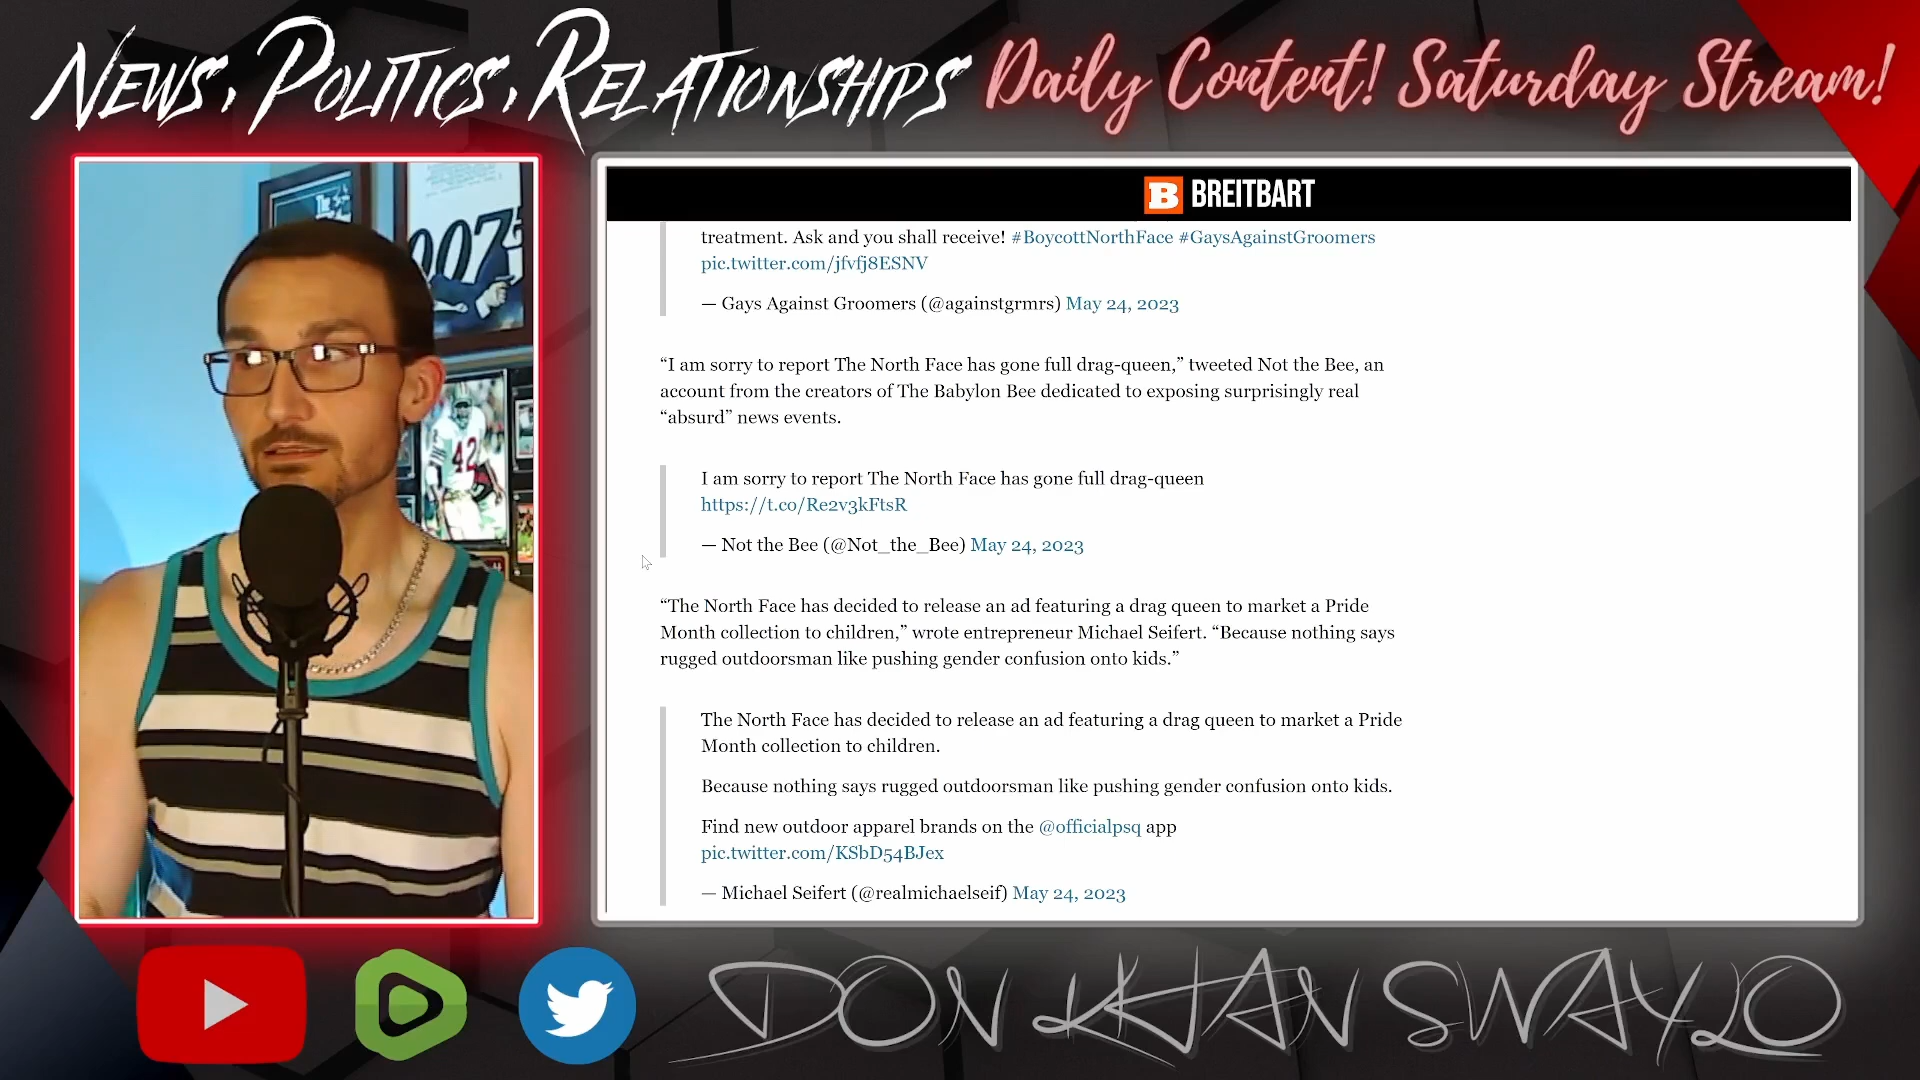 NEWS, POLITICS, RELATIONSHIPS Daily Content! Saturday Stream!
007
42
B BREITBART
treatment. Ask and you shall receive! #BoycottNorthFace #GaysAgainstGroomers
pic.twitter.com/jfvfj8ESNV
— Gays Against Groomers (@againstgrmrs) May 24, 2023
“I am sorry to report The North Face has gone full drag-queen,” tweeted Not the Bee, an
account from the creators of The Babylon Bee dedicated to exposing surprisingly real
“absurd” news events.
I am sorry to report The North Face has gone full drag-queen
https://t.co/Re2v3kFtsR
— Not the Bee (@Not_the_Bee) May 24, 2023
“The North Face has decided to release an ad featuring a drag queen to market a Pride
Month collection to children,” wrote entrepreneur Michael Seifert. “Because nothing says
rugged outdoorsman like pushing gender confusion onto kids.”
The North Face has decided to release an ad featuring a drag queen to market a Pride
Month collection to children.
Because nothing says rugged outdoorsman like pushing gender confusion onto kids.
Find new outdoor apparel brands on the @officialpsq app
pic.twitter.com/KSbD54BJex
— Michael Seifert (@realmichaelseif) May 24, 2023
DON KHAN SWAYLO